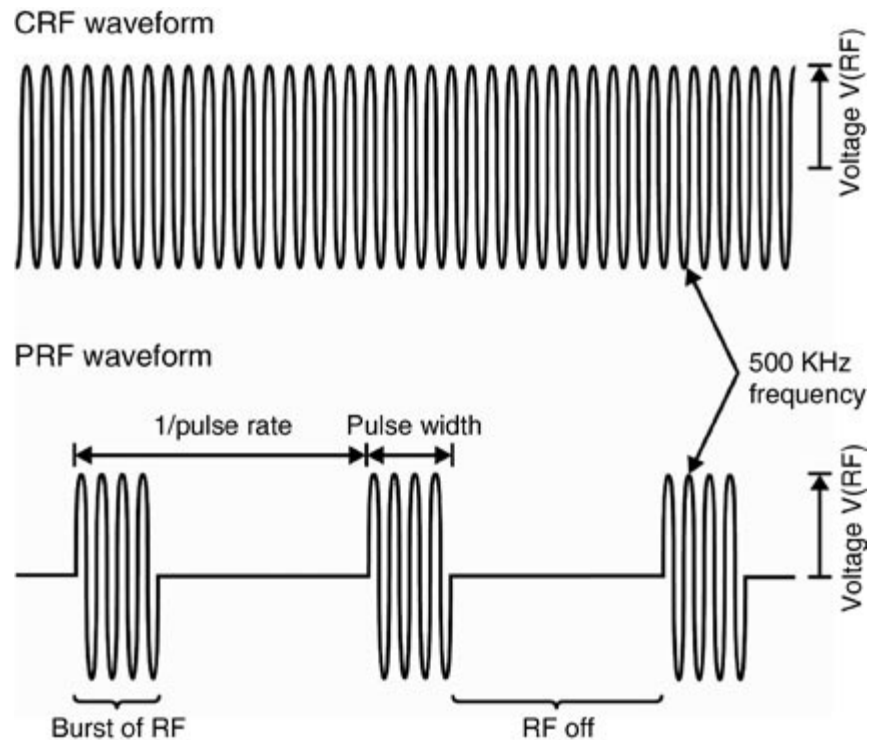 CRF waveform
Voltage V(RF)
PRF waveform
500 KHz
frequency
1/pulse rate
Pulse width
Voltage V(RF)
Burst of RF
RF off